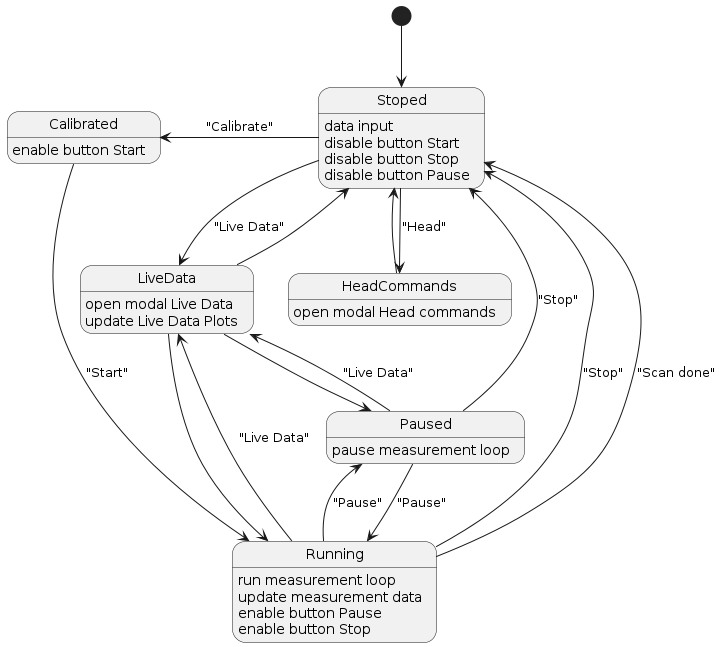 Stoped
data input
disable button Start
disable button Stop
disable button Pause
Calibrated
enable button Start
"Calibrate"
"Live Data"
"Head"
LiveData
open modal Live Data
update Live Data Plots
HeadCommands
open modal Head commands
"Stop"
"Start"
"Live Data"
"Stop"
"Scan done"
Paused
pause measurement loop
"Live Data"
"Pause"
"Pause"
Running
run measurement loop
update measurement data
enable button Pause
enable button Stop